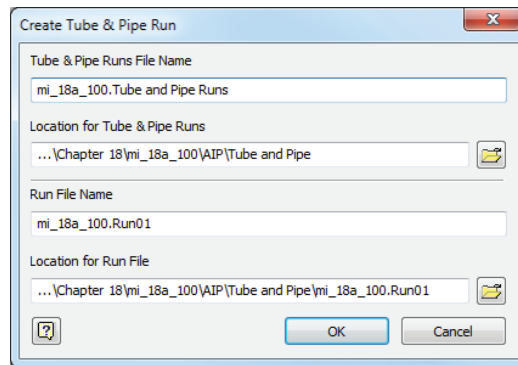 Create Tube & Pipe Run
Tube & Pipe Runs File Name
mi_18a_100.Tube and Pipe Runs
Location for Tube & Pipe Runs
...\Chapter 18\mi_18a_100\AIP\Tube and Pipe
Run File Name
mi_18a_100.Run01
Location for Run File
...\Chapter 18\mi_18a_100\AIP\Tube and Pipe\mi_18a_100.Run01
OK Cancel